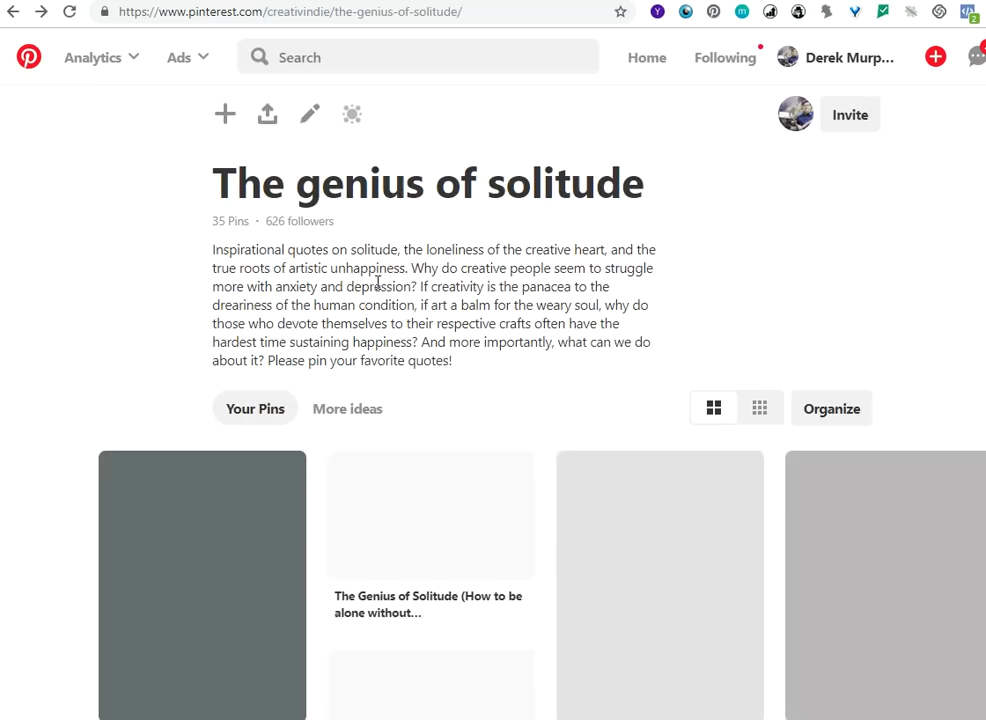 https://www.pinterest.com/creativindie/the-genius-of-solitude/
Y
m
2
Analytics
Ads
Search
Home
Following
Derek Murp...
Invite
The genius of solitude
35 Pins · 626 followers
Inspirational quotes on solitude, the loneliness of the creative heart, and the
true roots of artistic unhappiness. Why do creative people seem to struggle
more with anxiety and depression? If creativity is the panacea to the
dreariness of the human condition, if art a balm for the weary soul, why do
those who devote themselves to their respective crafts often have the
hardest time sustaining happiness? And more importantly, what can we do
about it? Please pin your favorite quotes!
Your Pins
More ideas
Organize
The Genius of Solitude (How to be
alone without...